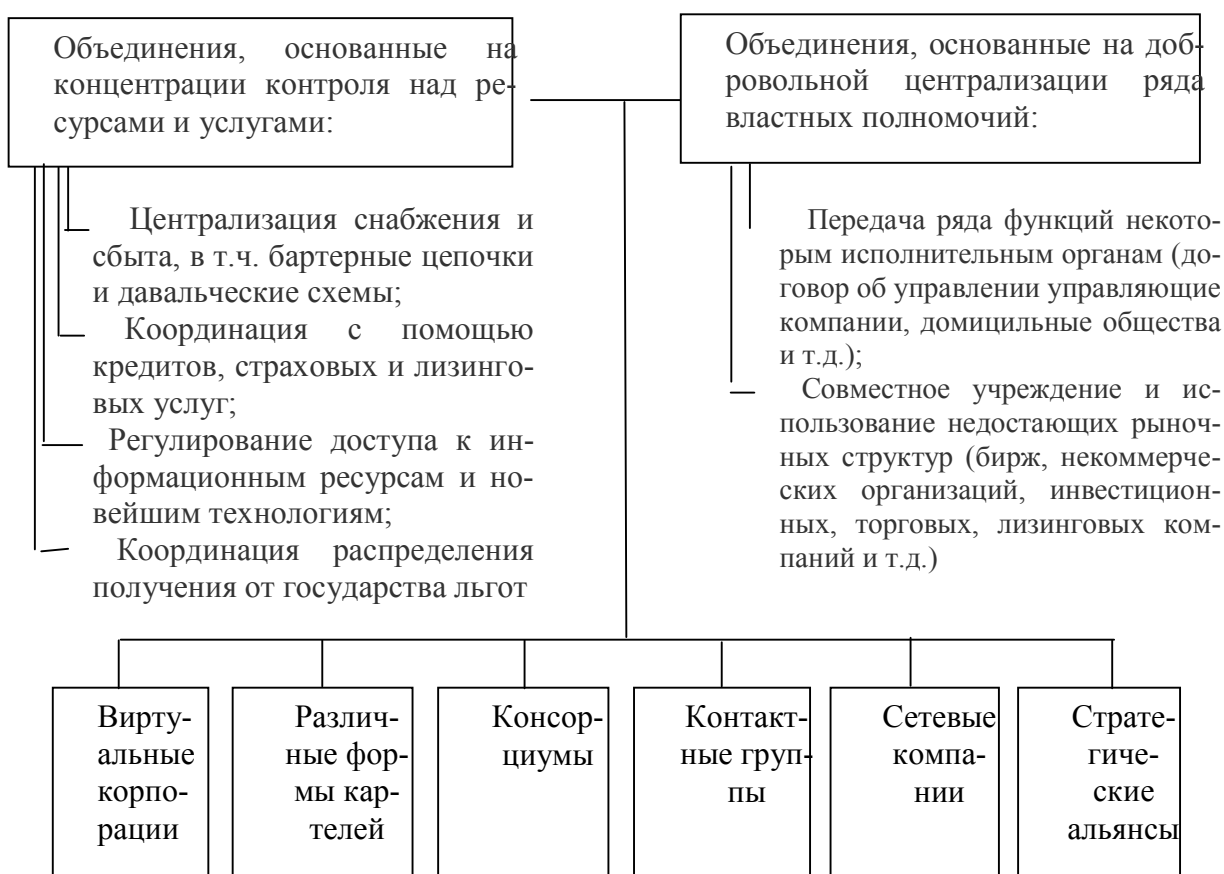 Объединения, основанные на
концентрации контроля над ре-
сурсами и услугами:
Объединения, основанные на доб-
ровольной централизации ряда
властных полномочий:
Централизация снабжения и
сбыта, в т.ч. бартерные цепочки
и давальческие схемы;
Координация с помощью
кредитов, страховых и лизинго-
вых услуг;
Регулирование доступа к ин-
формационным ресурсам и но-
вейшим технологиям;
Координация распределения
получения от государства льгот
Передача ряда функций некото-
рым исполнительным органам (до-
говор об управлении управляющие
компании, домицильные общества
и т.д.);
Совместное учреждение и ис-
пользование недостающих рыноч-
ных структур (бирж, некоммерче-
ских организаций, инвестицион-
ных, торговых, лизинговых ком-
паний и т.д.)
Вирту-
альные
корпо-
рации
Различ-
ные фор-
мы кар-
телей
Консор-
циумы
Контакт-
ные груп-
пы
Сетевые
компа-
нии
Страте-
гиче-
ские
альянсы